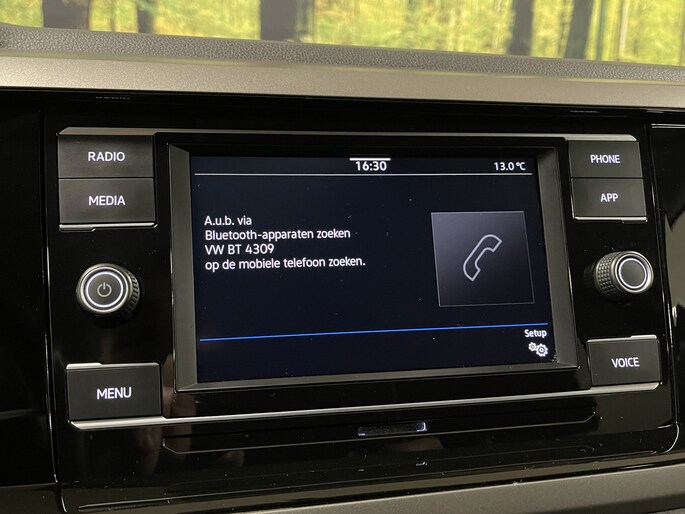 RADIO
MEDIA
MENU
16:30
13.0 °C
A.u.b. via
Bluetooth-apparaten zoeken
VW BT 4309
op de mobiele telefoon zoeken.
Setup
PHONE
APP
VOICE